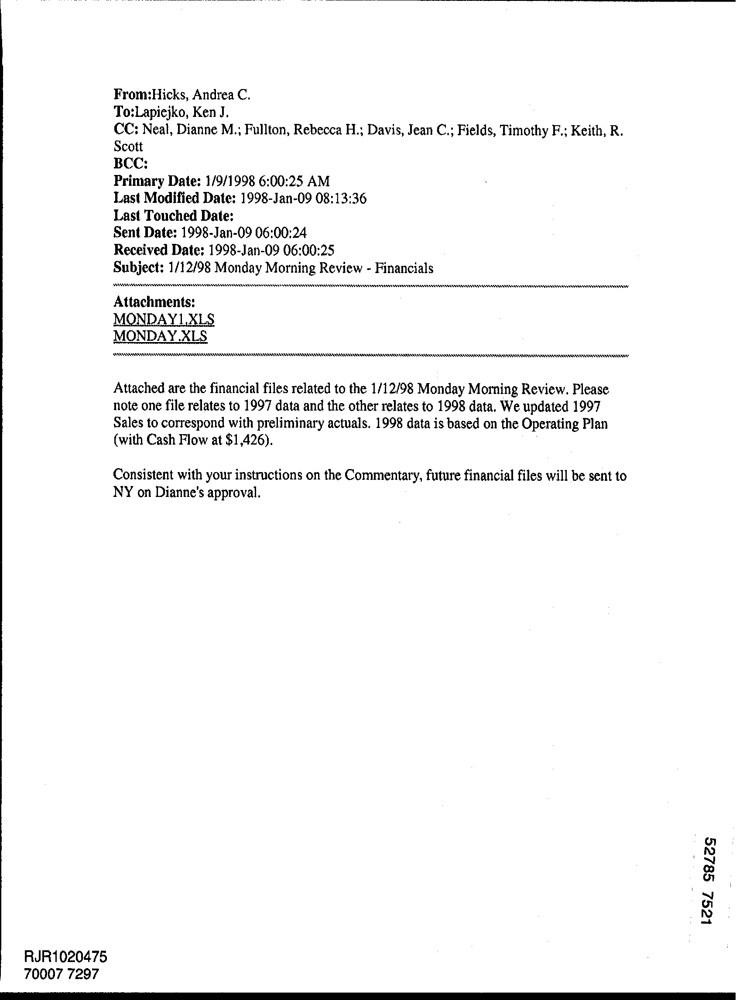 From:Hicks, Andrea C.
To:Lapiejko, Ken J.
CC: Neal, Dianne M.; Fullton, Rebecca H.; Davis, Jean C.; Fields, Timothy F.; Keith, R.
Scott
BCC:
Primary Date: 1/9/1998 6:00:25 AM
Last Modified Date: 1998-Jan-09 08:13:36
Last Touched Date:
Sent Date: 1998-Jan-09 06:00:24
Received Date: 1998-Jan-09 06:00:25
Subject: 1/12/98 Monday Morning Review - Financials
Attachments:
MONDAY1.XLS
MONDAY.XLS
Attached are the financial files related to the 1/12/98 Monday Morning Review. Please
note one file relates to 1997 data and the other relates to 1998 data. We updated 1997
Sales to correspond with preliminary actuals. 1998 data is based on the Operating Plan
(with Cash Flow at $1,426).
Consistent with your instructions on the Commentary, future financial files will be sent to
NY on Dianne's approval.
52785 7521
RJR1020475
70007 7297